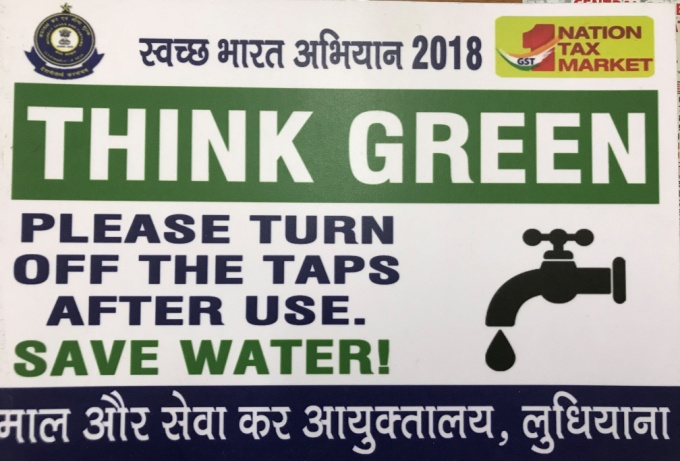 स्वच्छ भारत अभियान 2018
1 NATION
TAX
MARKET
GST
THINK GREEN
PLEASE TURN
OFF THE TAPS
AFTER USE.
SAVE WATER!
माल और सेवा कर आयुक्तालय, लुधियाना